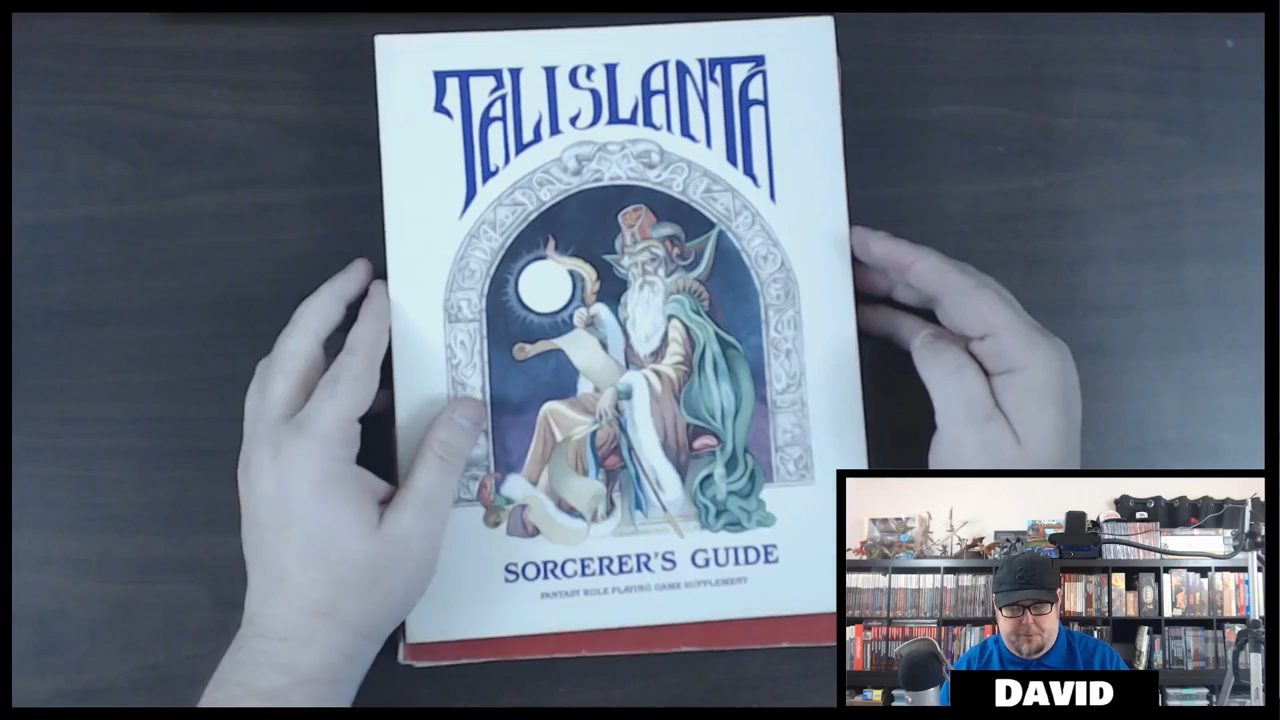 TALISLANTA
SORCERER'S GUIDE
FANTASY ROLE PLAYING GAME SUPPLEMENT
DAVID